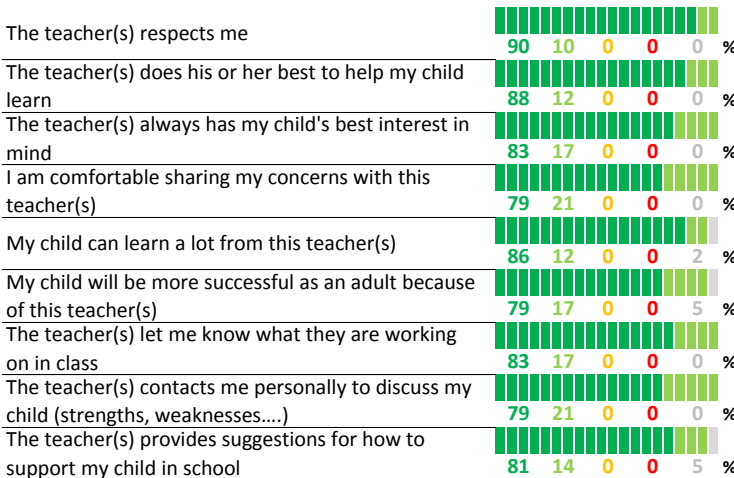 The teacher(s) respects me
90 10 0 0 0 %
The teacher(s) does his or her best to help my child
learn
88 12 0 0 0 %
The teacher(s) always has my child's best interest in
mind
83 17 0 0 0 %
I am comfortable sharing my concerns with this
teacher(s)
79 21 0 0 0 %
My child can learn a lot from this teacher(s)
86 12 0 0 2 %
My child will be more successful as an adult because
of this teacher(s)
79 17 0 0 5 %
The teacher(s) let me know what they are working
on in class
83 17 0 0 0 %
The teacher(s) contacts me personally to discuss my
child (strengths, weaknesses....)
79 21 0 0 0 %
The teacher(s) provides suggestions for how to
support my child in school
81 14 0 0 5 %